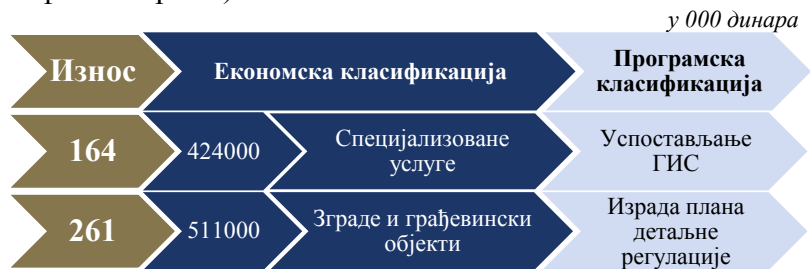 у 000 динара
Износ
Економска класификација
Програмска
класификација
164
424000
Специјализоване
услуге
Успостављање
ГИС
261
511000
Зграде и грађевински
објекти
Израда плана
детаљне
регулације